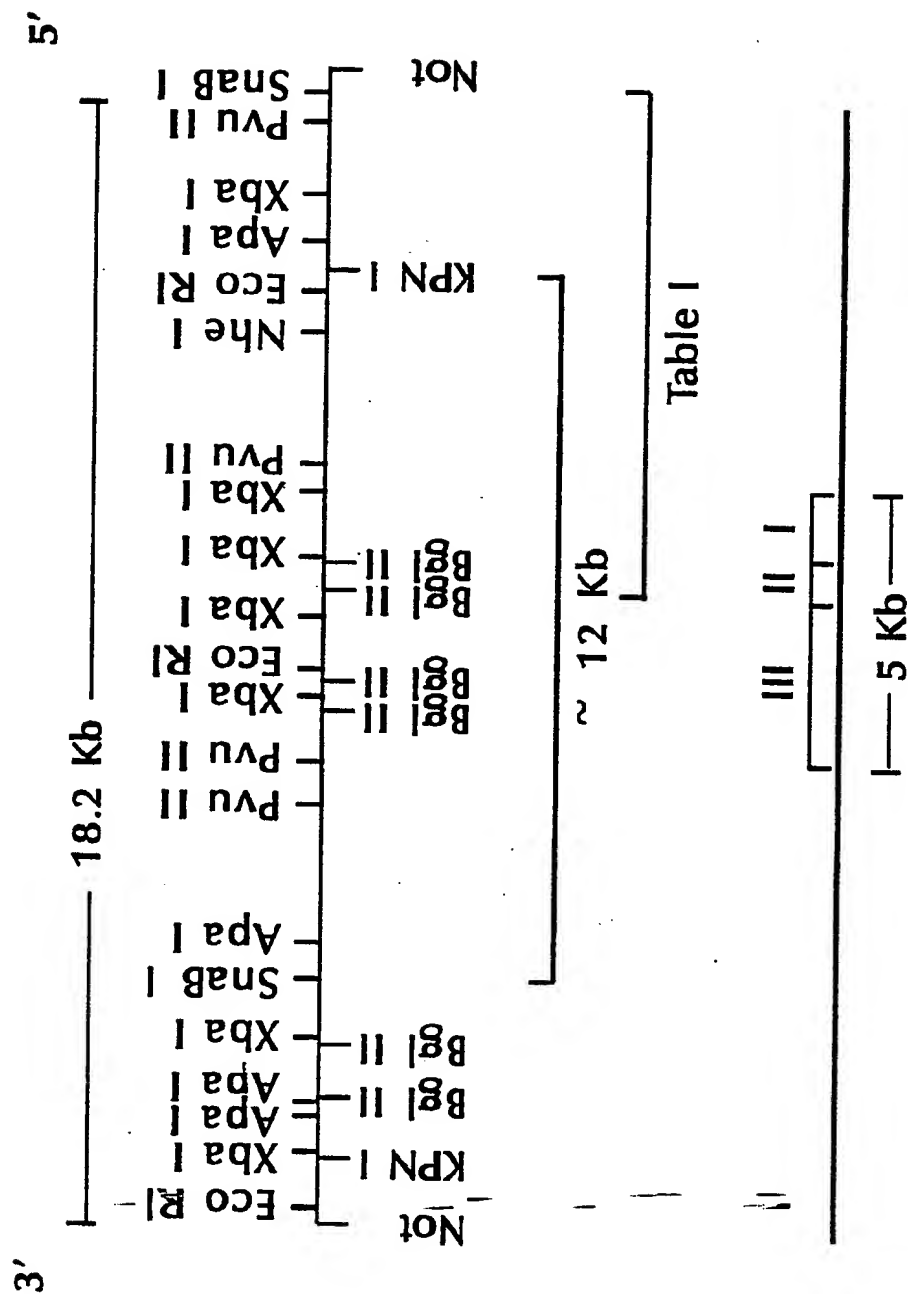 5'
3'
18.2 Kb
Not
SnaB I
Pvu II
Xba I
Apa I
KPN I
Eco RI
Nhe I
Pvu II
Xba I
Xba I
Bgl II
Bgl II
Xba I
Eco RI
Bgl II
Xba I
Bgl II
Pvu II
Pvu II
Apa I
SnaB I
Xba I
Bgl II
Apa I
Bgl II
Apa I
Xba I
KPN I
Eco RI
Not
~ 12 Kb
Table I
I
II
III
5 Kb